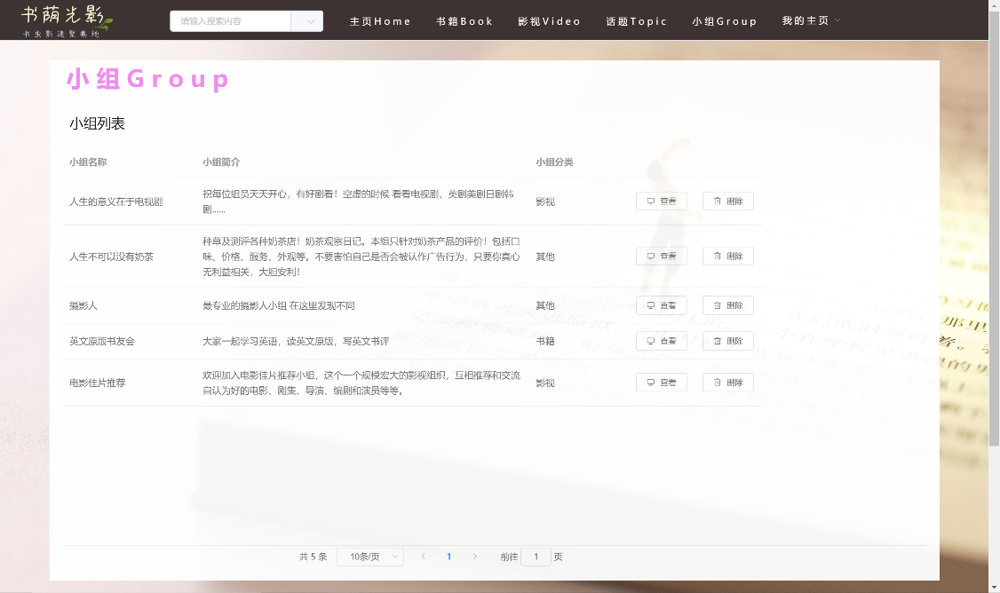 书荫光影
书虫影迷聚集地
请输入搜索内容
主页Home 书籍Book 影视Video 话题Topic 小组Group 我的主页
小组Group
小组列表
小组名称 小组简介 小组分类
人生的意义在于电视剧 祝每位组员天天开心，有好剧看！空虚的时候 看看电视剧，英剧美剧日剧韩
剧...... 影视 查看 删除
人生不可以没有奶茶 种草及测评各种奶茶店！奶茶观察日记。本组只针对奶茶产品的评价！包括口
味、价格、服务、外观等。不要害怕自己是否会被认作广告行为，只要你真心
无利益相关，大胆安利！ 其他 查看 删除
摄影人 最专业的摄影人小组 在这里发现不同 其他 查看 删除
英文原版书友会 大家一起学习英语，读英文原版，写英文书评 书籍 查看 删除
电影佳片推荐 欢迎加入电影佳片推荐小组，这个一个规模宏大的影视组织，互相推荐和交流
自认为好的电影、剧集、导演、编剧和演员等等。 影视 查看 删除
共 5 条 10条/页 1 前往 1 页